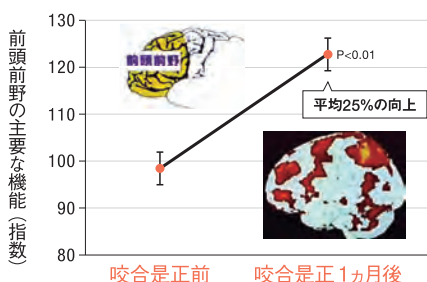 前頭前野の主要な機能（指数）
130
120
110
100
90
80
前頭前野
P<0.01
平均25%の向上
咬合是正前
咬合是正1ヵ月後